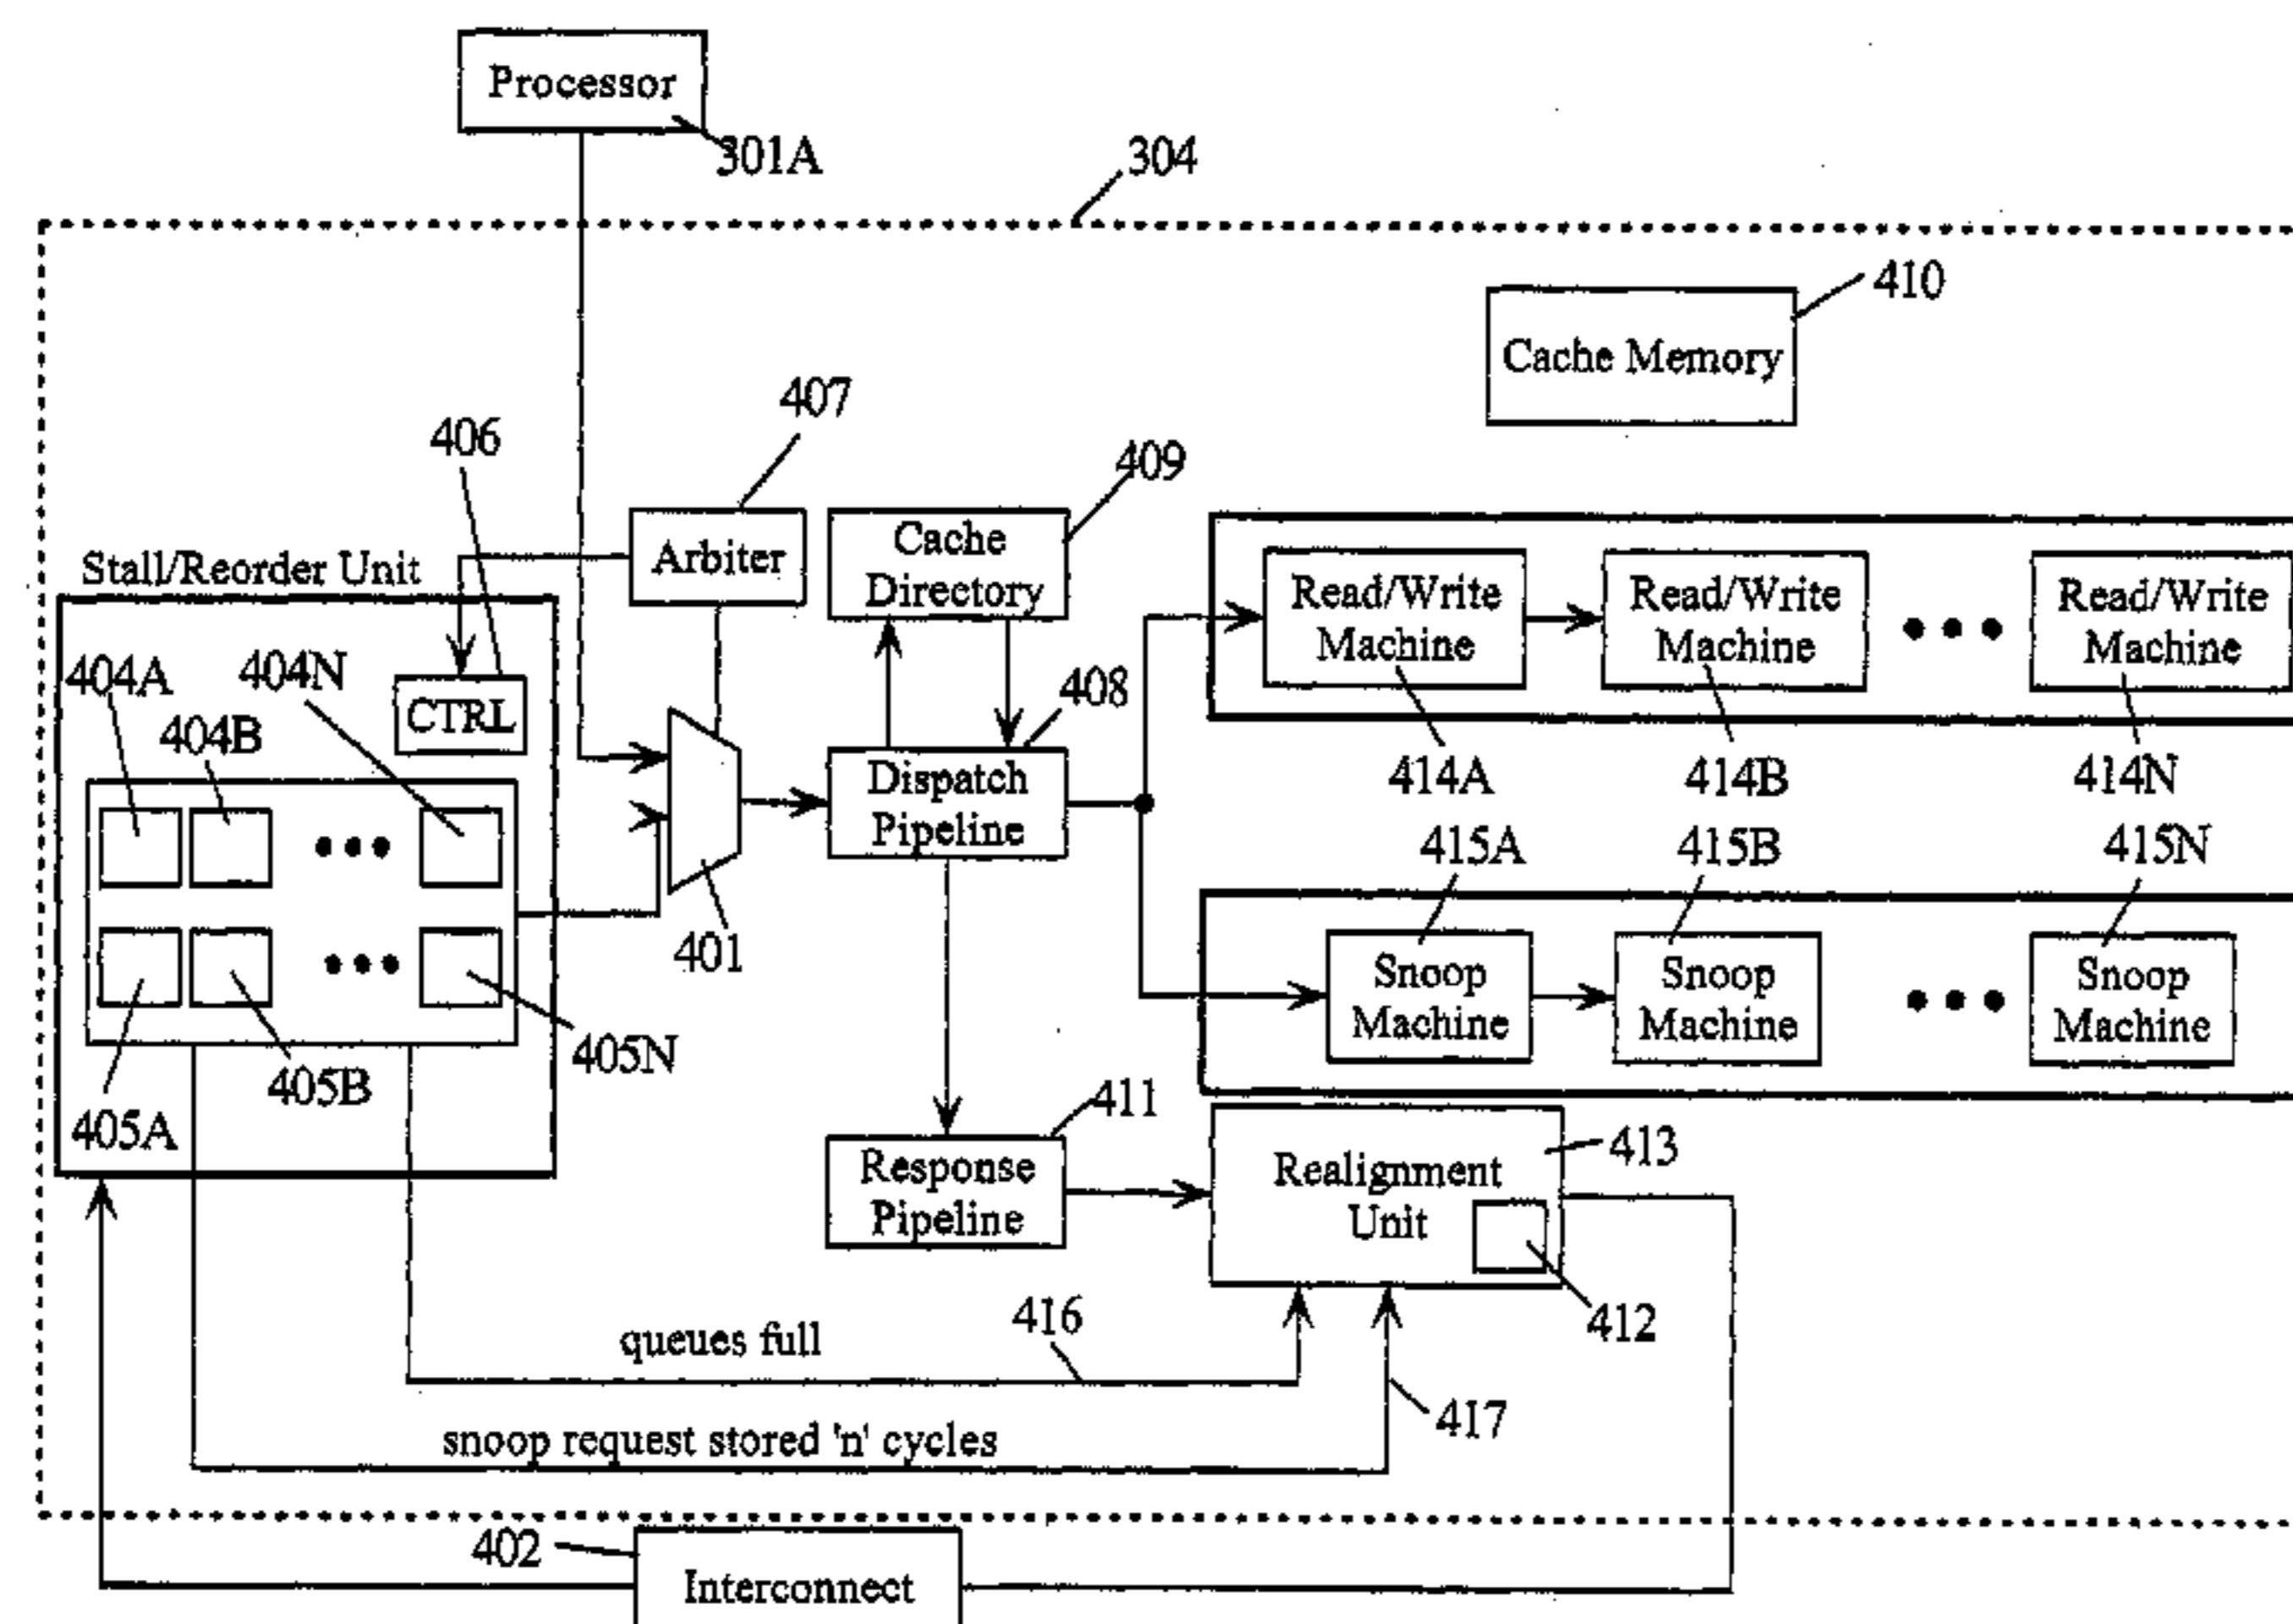 Processor
301A
304
410
Cache Memory
407
406
409
Arbiter
Cache
Directory
Read/Write
Machine
Read/Write
Machine
Read/Write
Machine
Stall/Reorder Unit
404A
404N
CTRL
408
404B
Dispatch
Pipeline
414A
414B
414N
415A
415B
415N
401
Snoop
Machine
Snoop
Machine
Snoop
Machine
405N
405B
405A
411
Response
Pipeline
Realignment
Unit
413
412
queues full
416
417
snoop request stored 'n' cycles
402
Interconnect